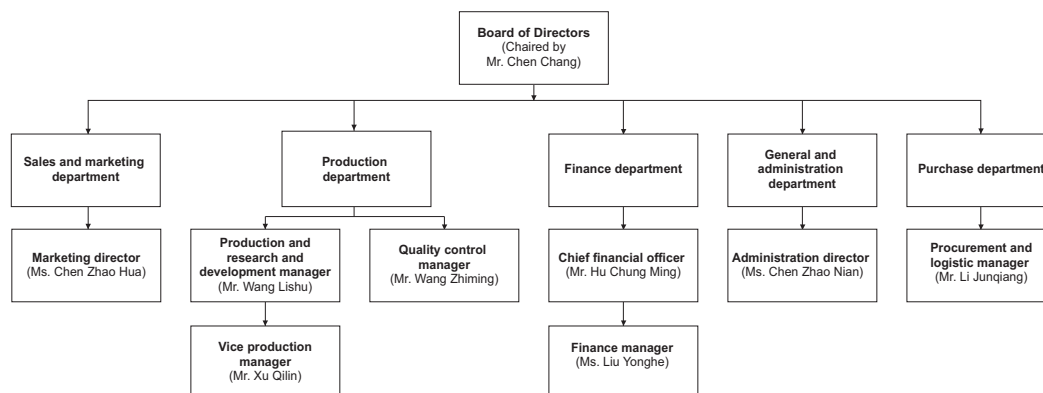 Board of Directors
(Chaired by
Mr. Chen Chang)
Sales and marketing
department
Production
department
Finance department
General and
administration
department
Purchase department
Marketing director
(Ms. Chen Zhao Hua)
Production and
research and
development manager
(Mr. Wang Lishu)
Quality control
manager
(Mr. Wang Zhiming)
Chief financial officer
(Mr. Hu Chung Ming)
Administration director
(Ms. Chen Zhao Nian)
Procurement and
logistic manager
(Mr. Li Junqiang)
Vice production
manager
(Mr. Xu Qilin)
Finance manager
(Ms. Liu Yonghe)